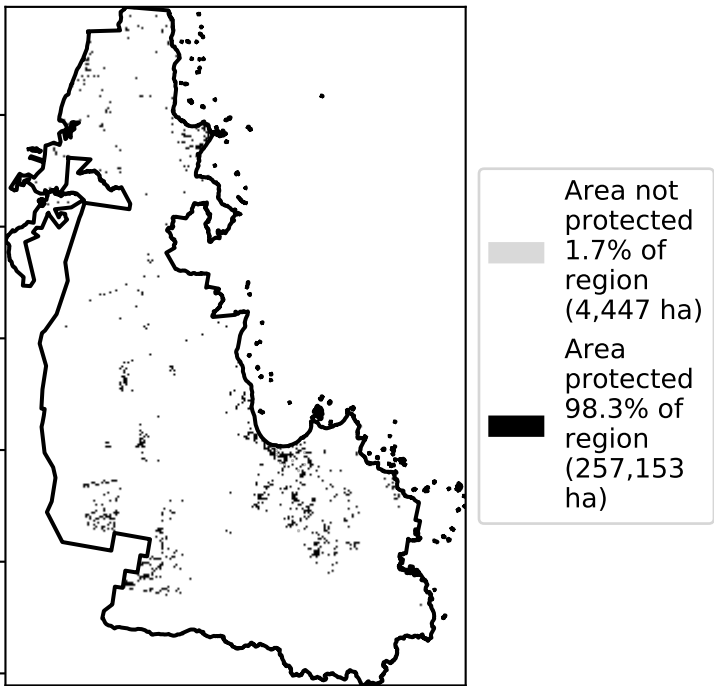 Area not
protected
1.7% of
region
(4,447 ha)
Area
protected
98.3% of
region
(257,153
ha)